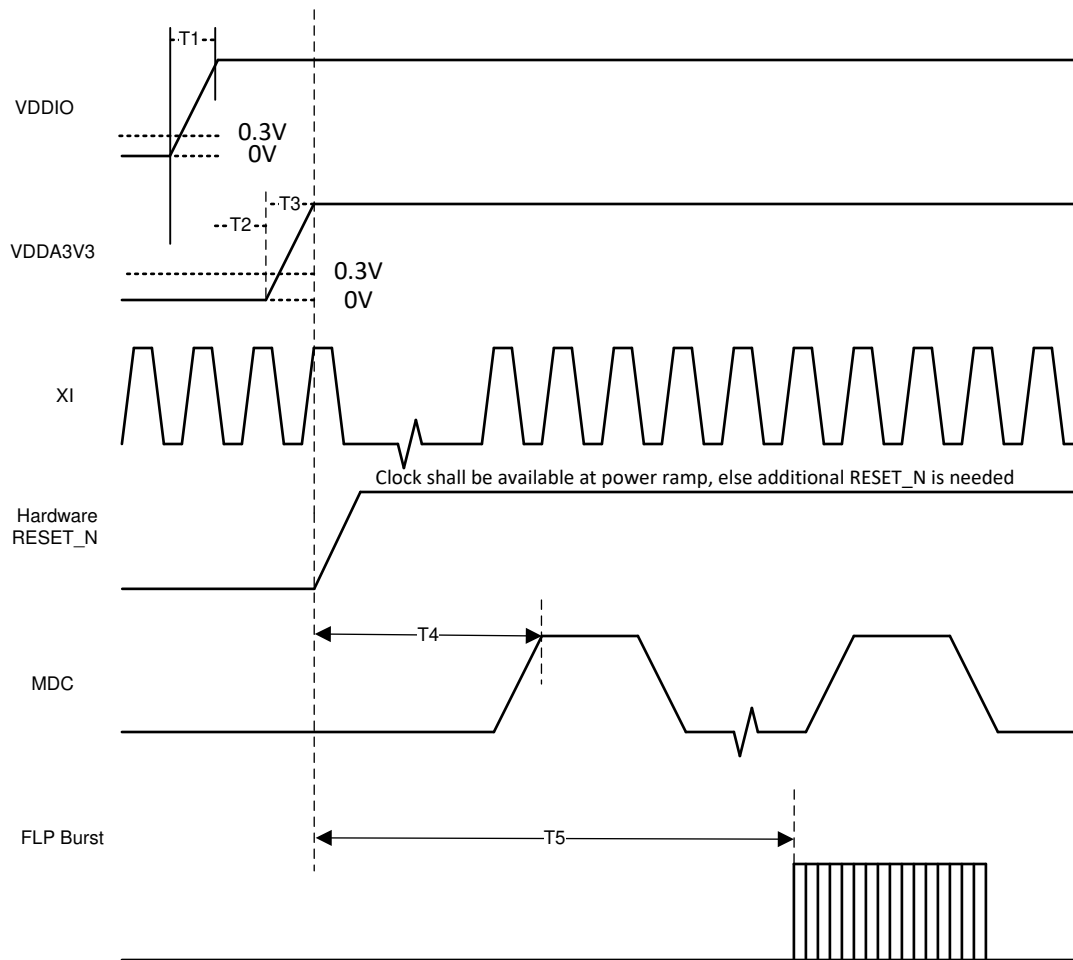 T1
VDDIO
0.3V
0V
T3
T2
VDDA3V3
0.3V
0V
XI
Clock shall be available at power ramp, else additional RESET_N is needed
Hardware
RESET_N
T4
MDC
FLP Burst
T5